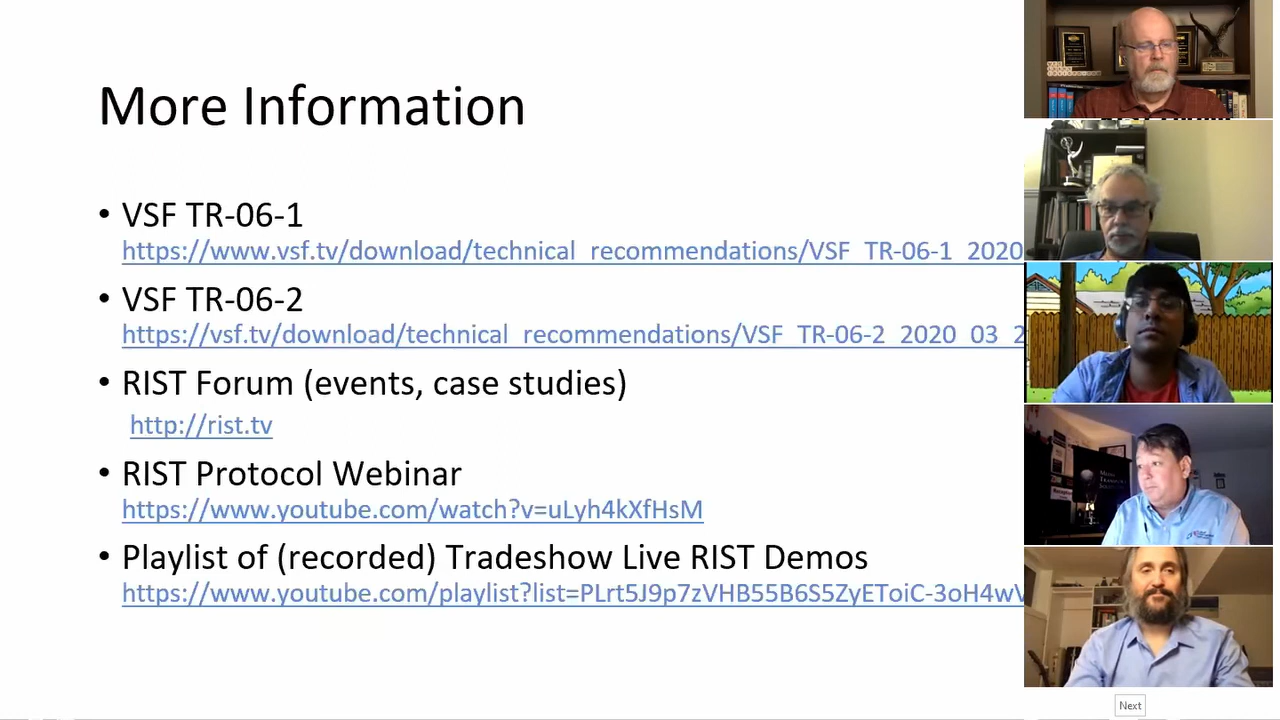 More Information
• VSF TR-06-1
https://www.vsf.tv/download/technical_recommendations/VSF_TR-06-1_2020
• VSF TR-06-2
https://vsf.tv/download/technical_recommendations/VSF_TR-06-2_2020_03_2
• RIST Forum (events, case studies)
http://rist.tv
• RIST Protocol Webinar
https://www.youtube.com/watch?v=uLyh4kXfHsM
• Playlist of (recorded) Tradeshow Live RIST Demos
https://www.youtube.com/playlist?list=PLrt5J9p7zVHB55B6S5ZyEToiC-3oH4wV
Next